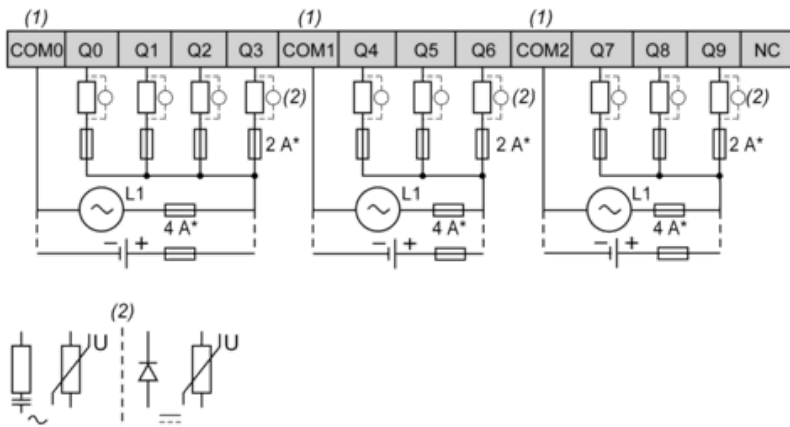 (1) (1) (1)
COM0 Q0 Q1 Q2 Q3 COM1 Q4 Q5 Q6 COM2 Q7 Q8 Q9 NC
(2) (2) (2)
2 A* 2 A* 2 A*
L1 L1 L1
4 A* 4 A* 4 A*
− + − + − +
(2)
U U